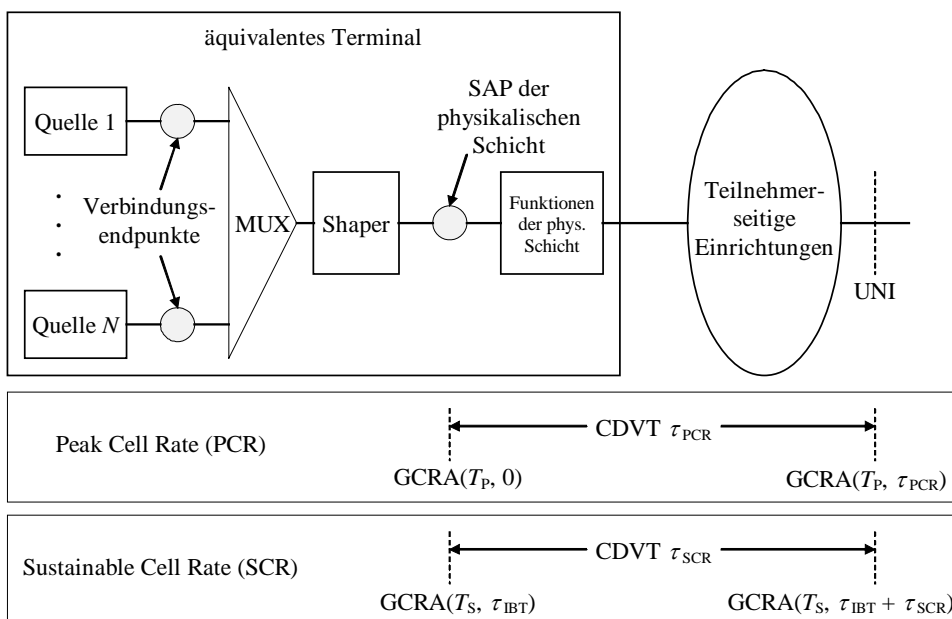 äquivalentes Terminal
Quelle 1
Verbindungs-
endpunkte
Quelle N
MUX
Shaper
SAP der
physikalischen
Schicht
Funktionen
der phys.
Schicht
Teilnehmer-
seitige
Einrichtungen
UNI
Peak Cell Rate (PCR)
CDVT τPCR
GCRA(TP, 0)
GCRA(TP, τPCR)
Sustainable Cell Rate (SCR)
CDVT τSCR
GCRA(TS, τIBT)
GCRA(TS, τIBT + τSCR)